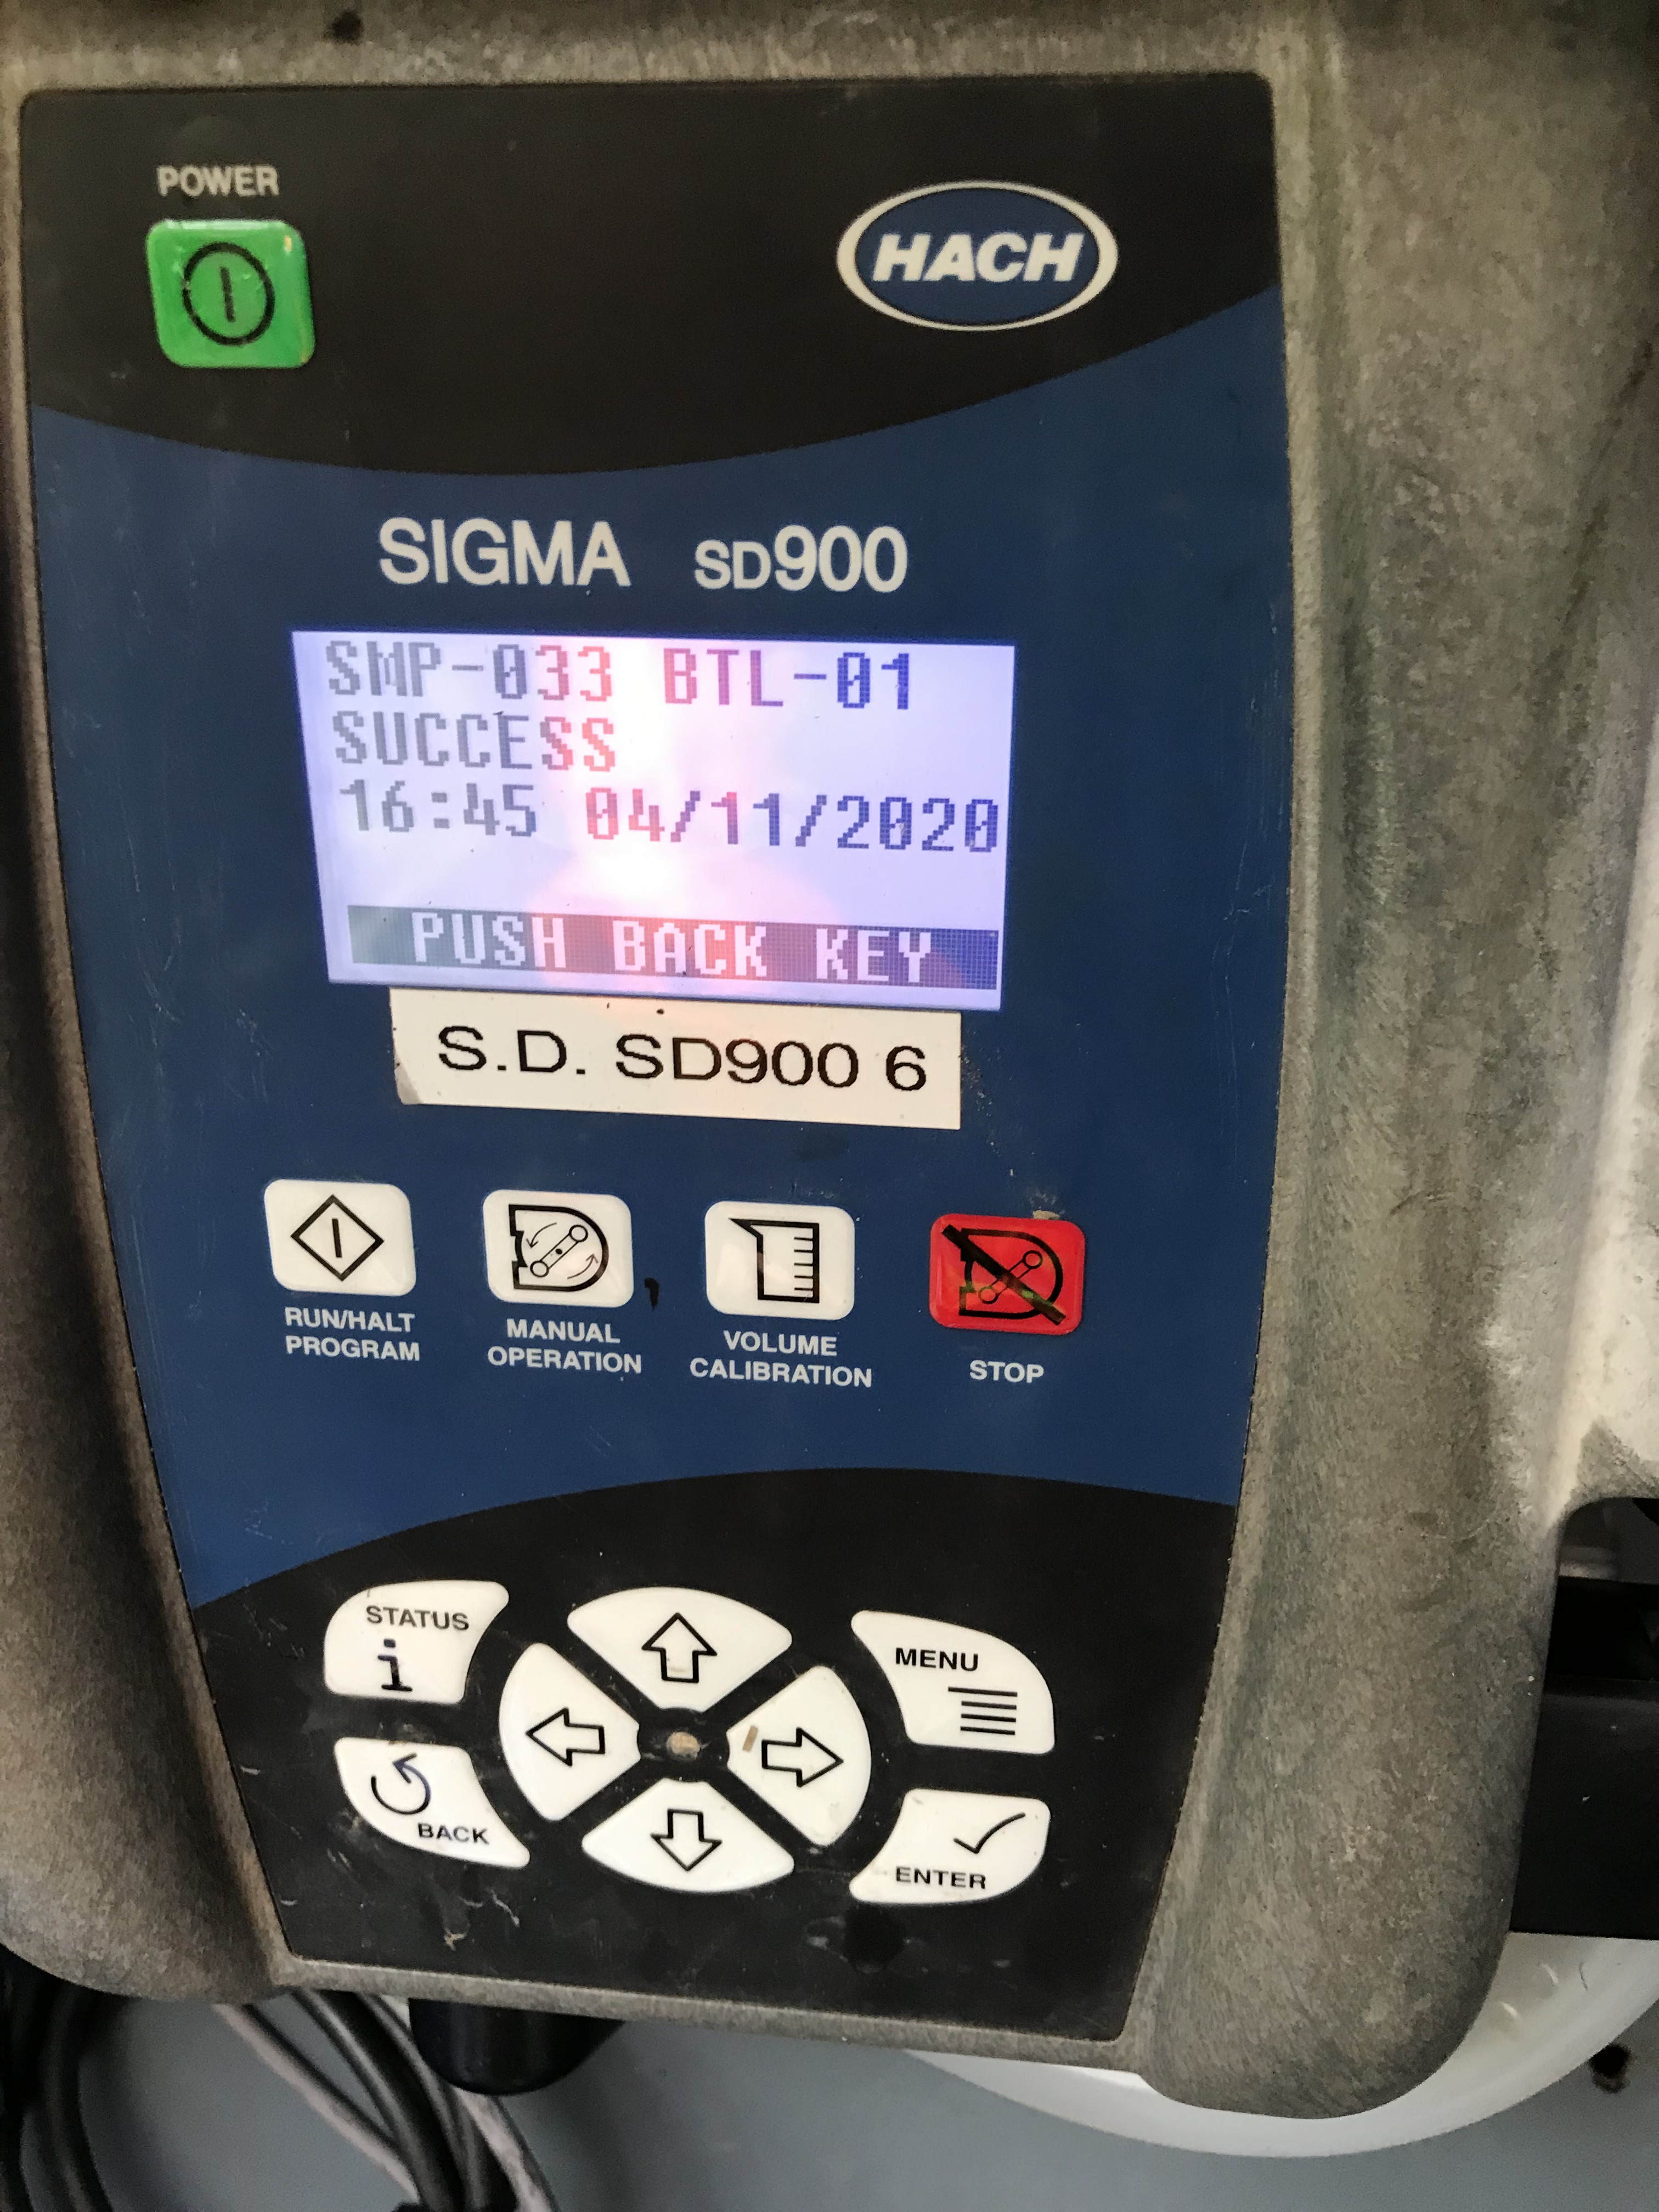 POWER
HACH
SIGMA SD900
SMP-033 BTL-01
SUCCESS
16:45 04/11/2020
PUSH BACK KEY
S.D. SD900 6
RUN/HALT
PROGRAM
MANUAL
OPERATION
VOLUME
CALIBRATION
STOP
STATUS
i
MENU
BACK
ENTER